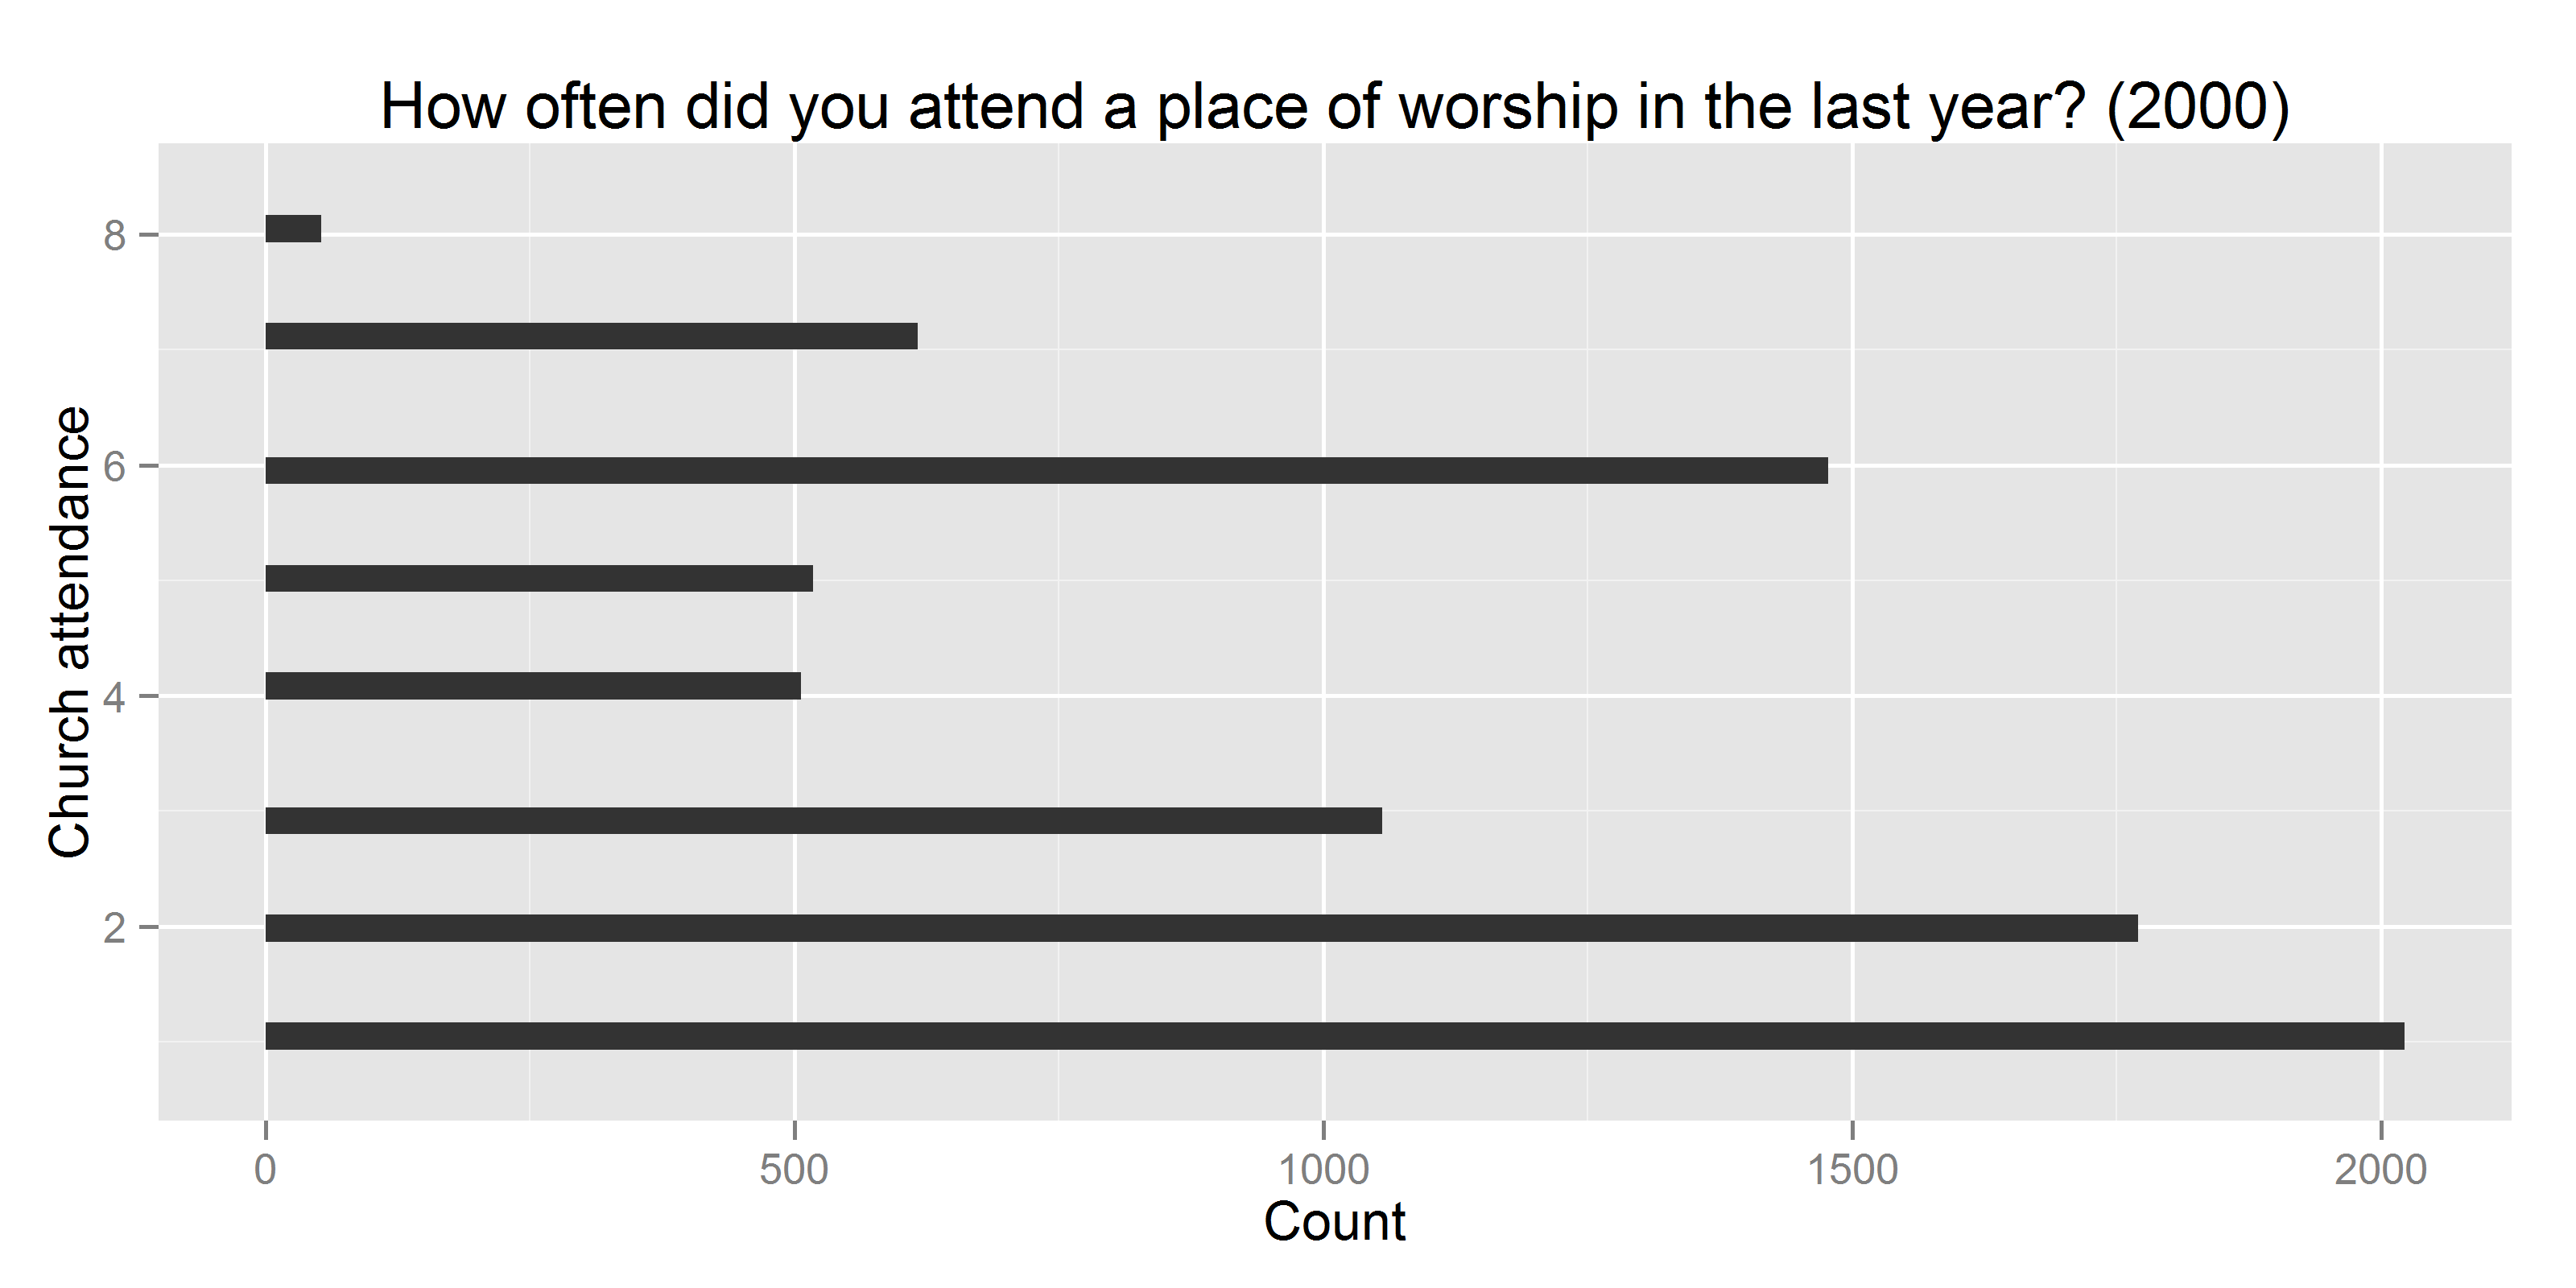 How often did you attend a place of worship in the last year? (2000)
8
6
4
2
Church attendance
0 500 1000 1500 2000
Count